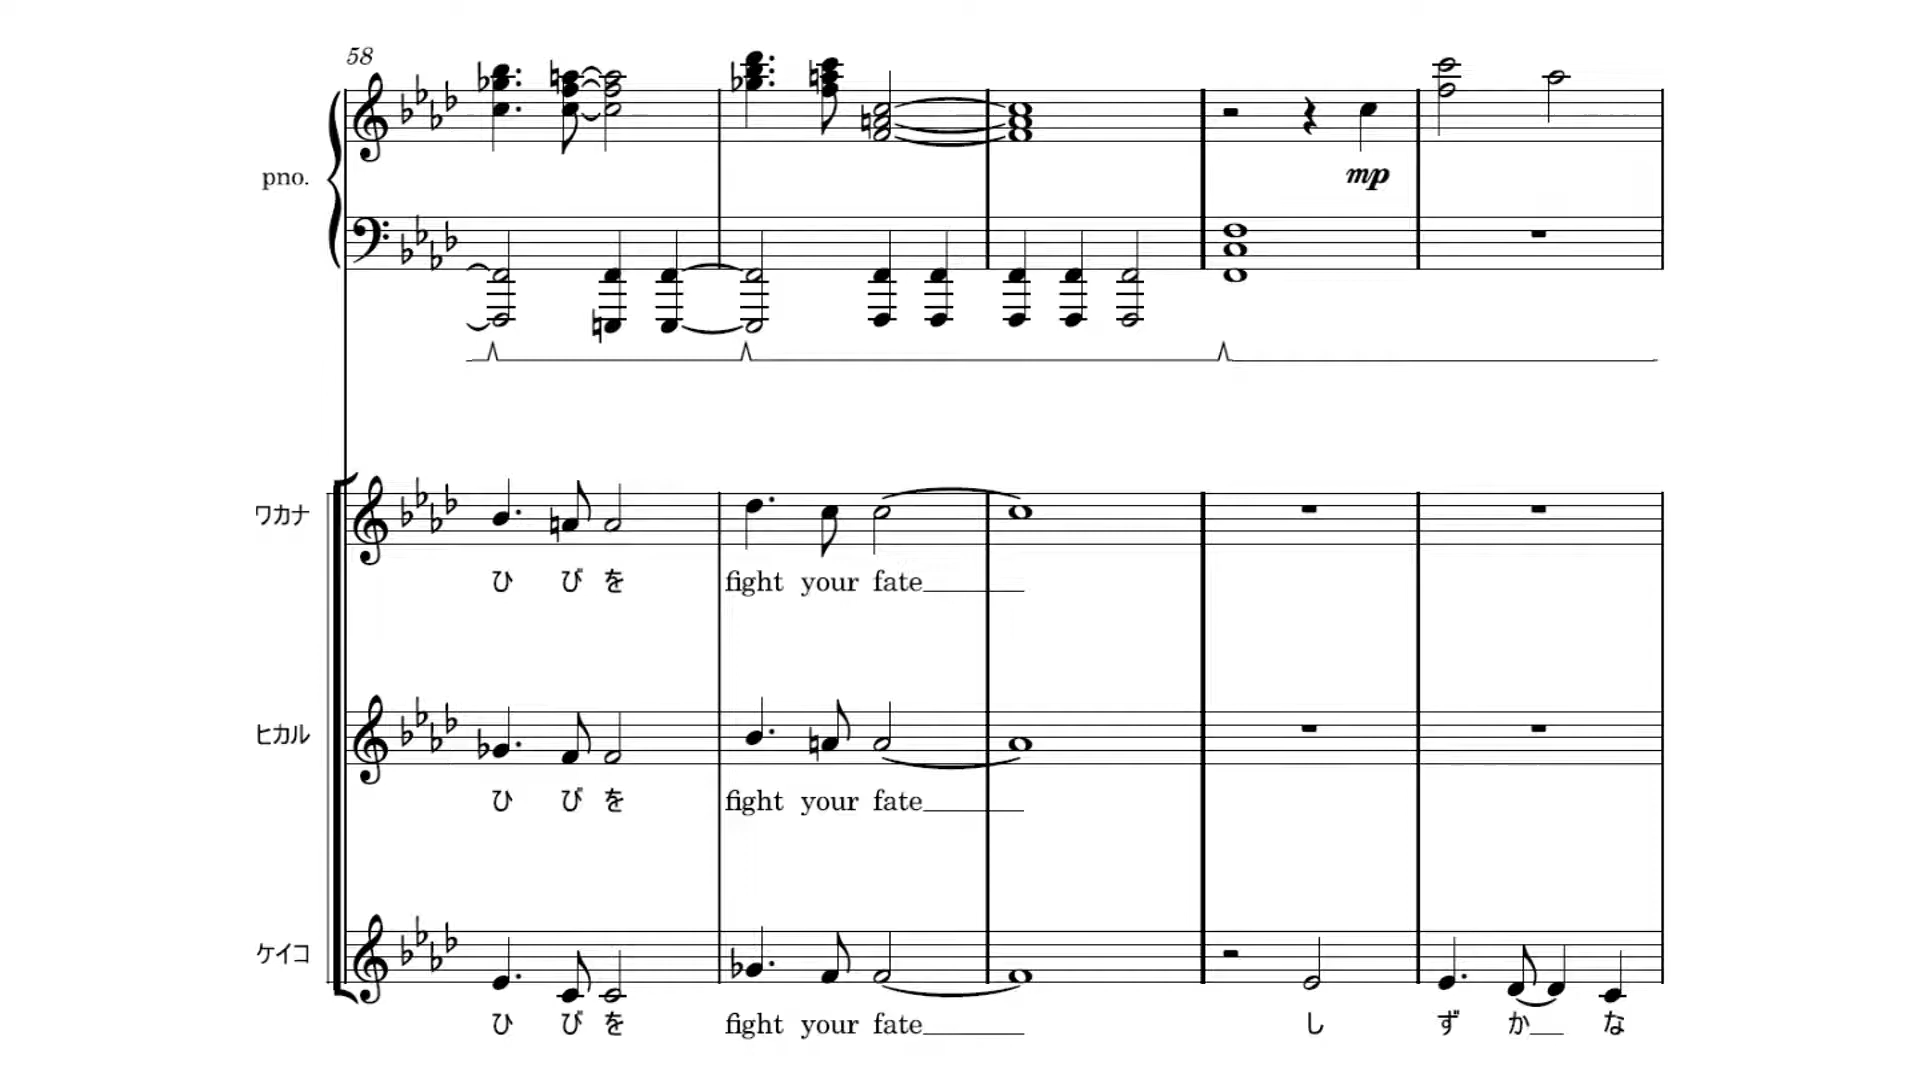 58
pno.
mp
ワカナ
ひ び を fight your fate
ヒカル
ひ び を fight your fate
ケイコ
ひ び を fight your fate し ず か な